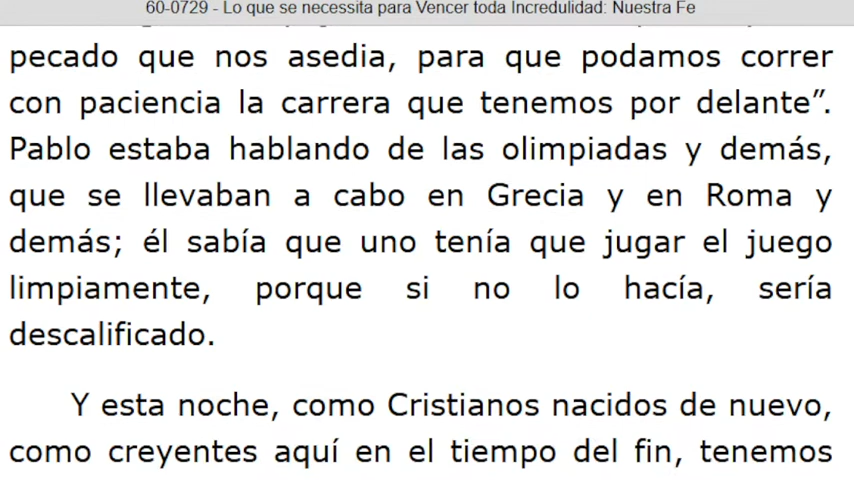 60-0729 - Lo que se necessita para Vencer toda Incredulidad: Nuestra Fe
pecado que nos asedia, para que podamos correr
con paciencia la carrera que tenemos por delante”.
Pablo estaba hablando de las olimpiadas y demás,
que se llevaban a cabo en Grecia y en Roma y
demás; él sabía que uno tenía que jugar el juego
limpiamente, porque si no lo hacía, sería
descalificado.
Y esta noche, como Cristianos nacidos de nuevo,
como creyentes aquí en el tiempo del fin, tenemos